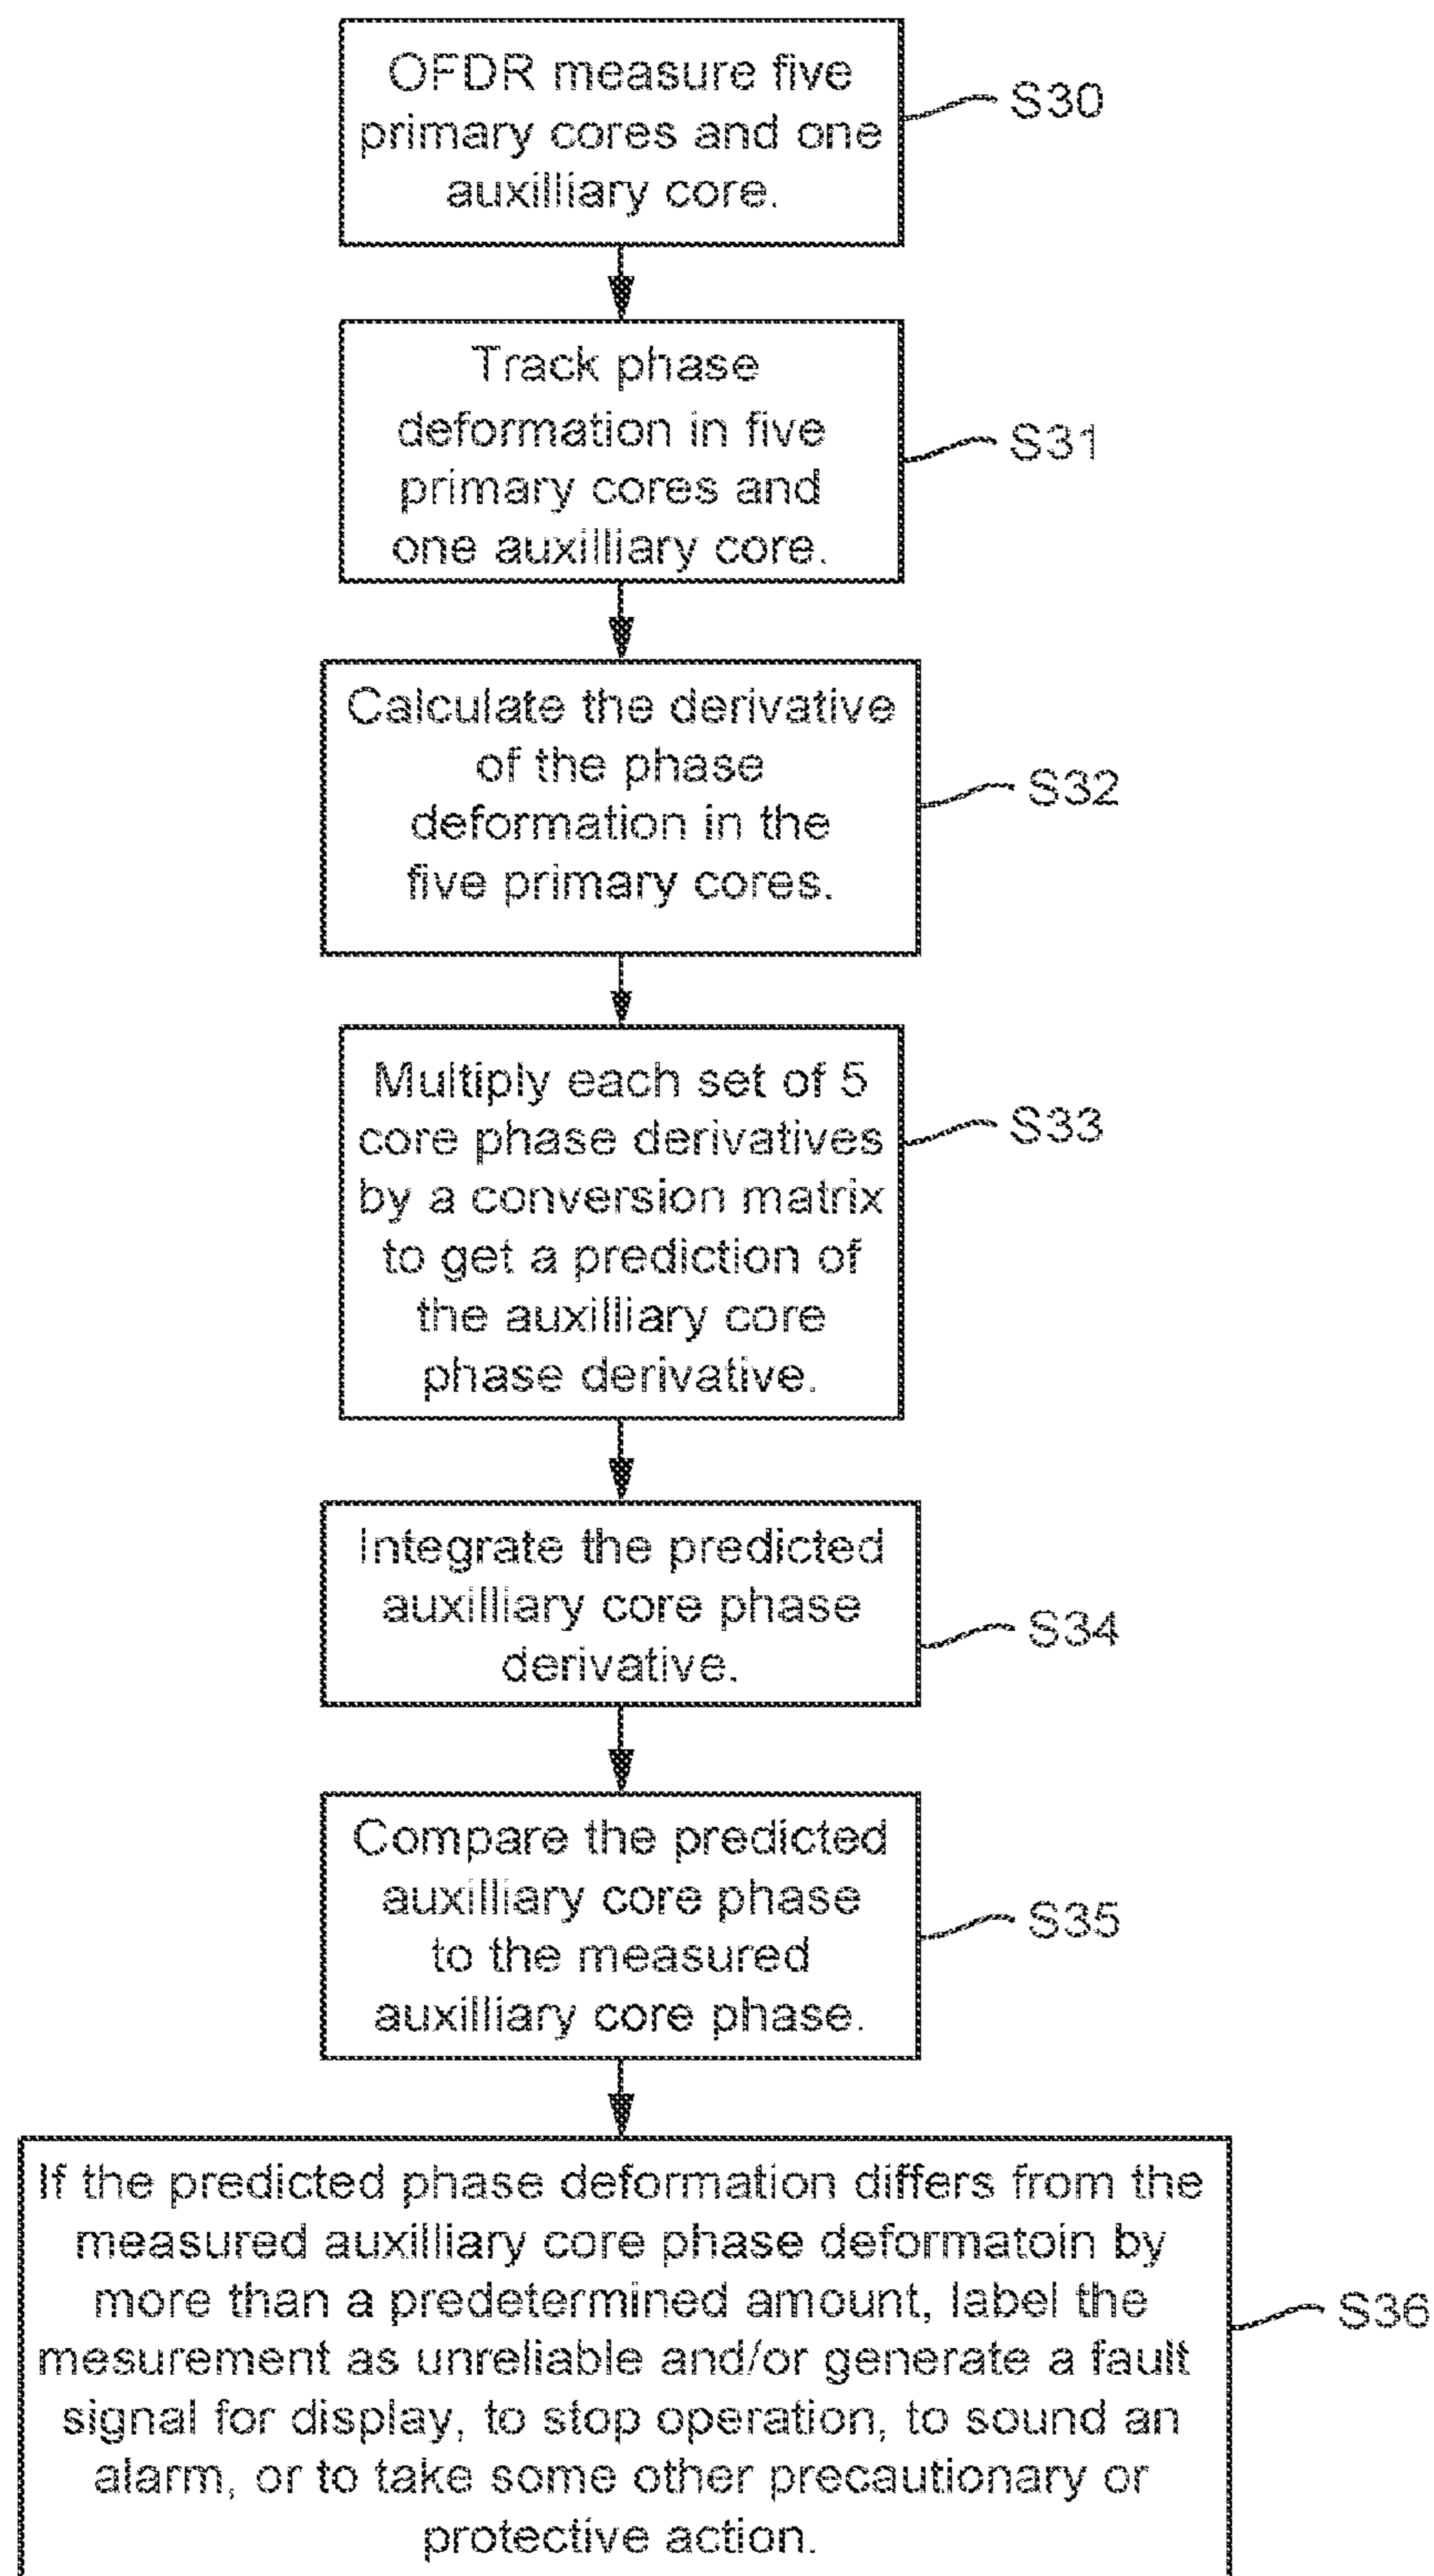 OFDR measure five
primary cores and one
auxilliary core.
S30
Track phase
deformation in five
primary cores and
one auxilliary core.
S31
Calculate the derivative
of the phase
deformation in the
five primary cores.
S32
Multiply each set of 5
core phase derivatives
by a conversion matrix
to get a prediction of
the auxilliary core
phase derivative.
S33
Integrate the predicted
auxilliary core phase
derivative.
S34
Compare the predicted
auxilliary core phase
to the measured
auxilliary core phase.
S35
If the predicted phase deformation differs from the
measured auxilliary core phase deformatoin by
more than a predetermined amount, label the
mesurement as unreliable and/or generate a fault
signal for display, to stop operation, to sound an
alarm, or to take some other precautionary or
protective action.
S36